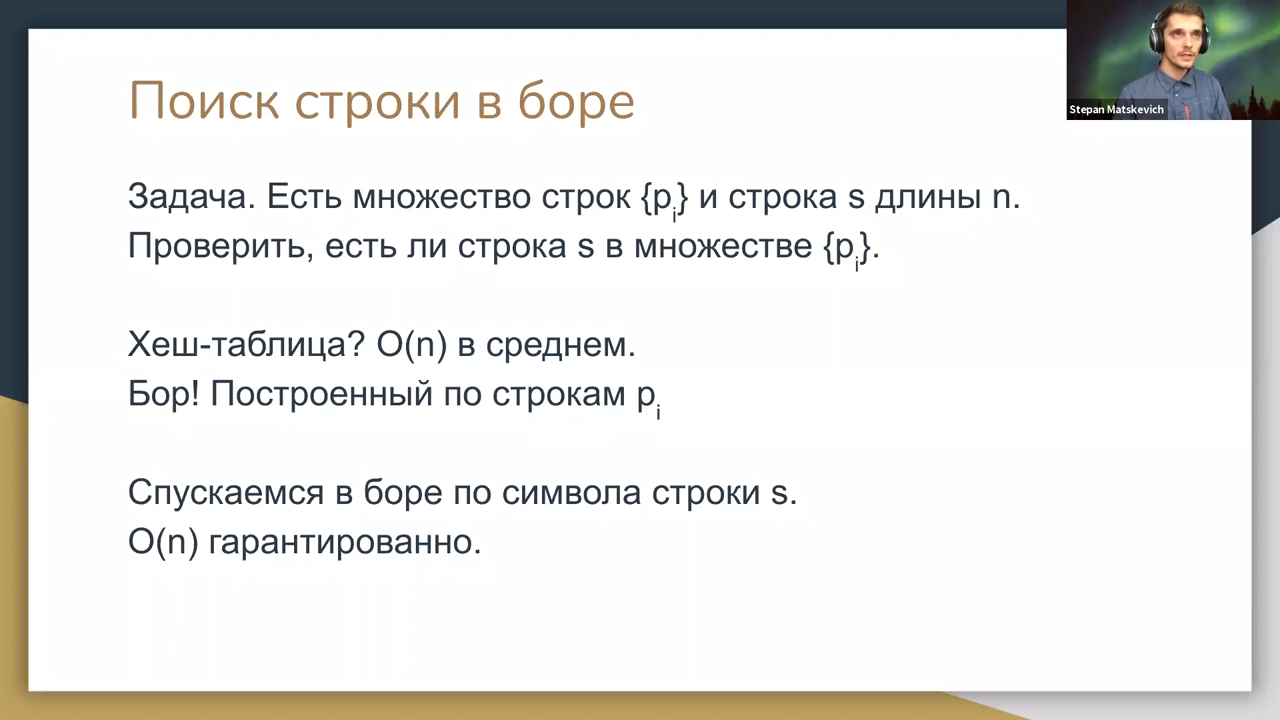 Поиск строки в боре
Stepan Matskevich
Задача. Есть множество строк {pi} и строка s длины n.
Проверить, есть ли строка s в множестве {pi}.
Хеш-таблица? O(n) в среднем.
Бор! Построенный по строкам pi
Спускаемся в боре по символа строки s.
O(n) гарантированно.